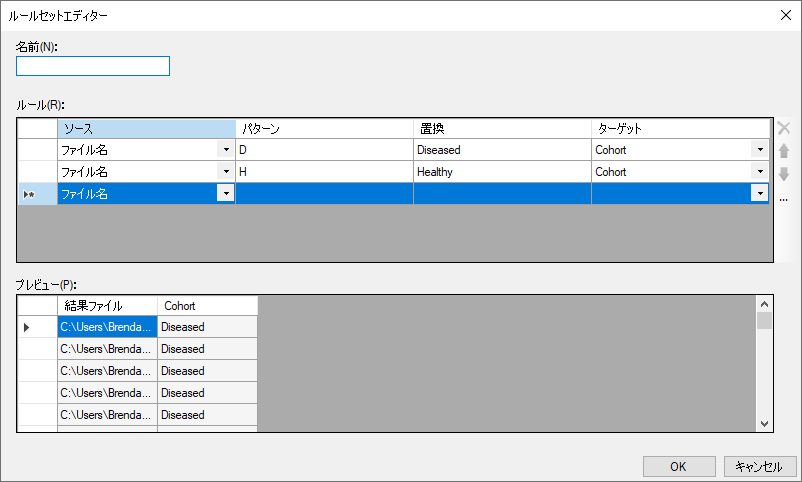 ルールセットエディター
名前(N):
ルール(R):
ソース パターン 置換 ターゲット
ファイル名 D Diseased Cohort
ファイル名 H Healthy Cohort
ファイル名
...
プレビュー(P):
結果ファイル Cohort
C:\Users\Brenda... Diseased
C:\Users\Brenda... Diseased
C:\Users\Brenda... Diseased
C:\Users\Brenda... Diseased
C:\Users\Brenda... Diseased
OK キャンセル